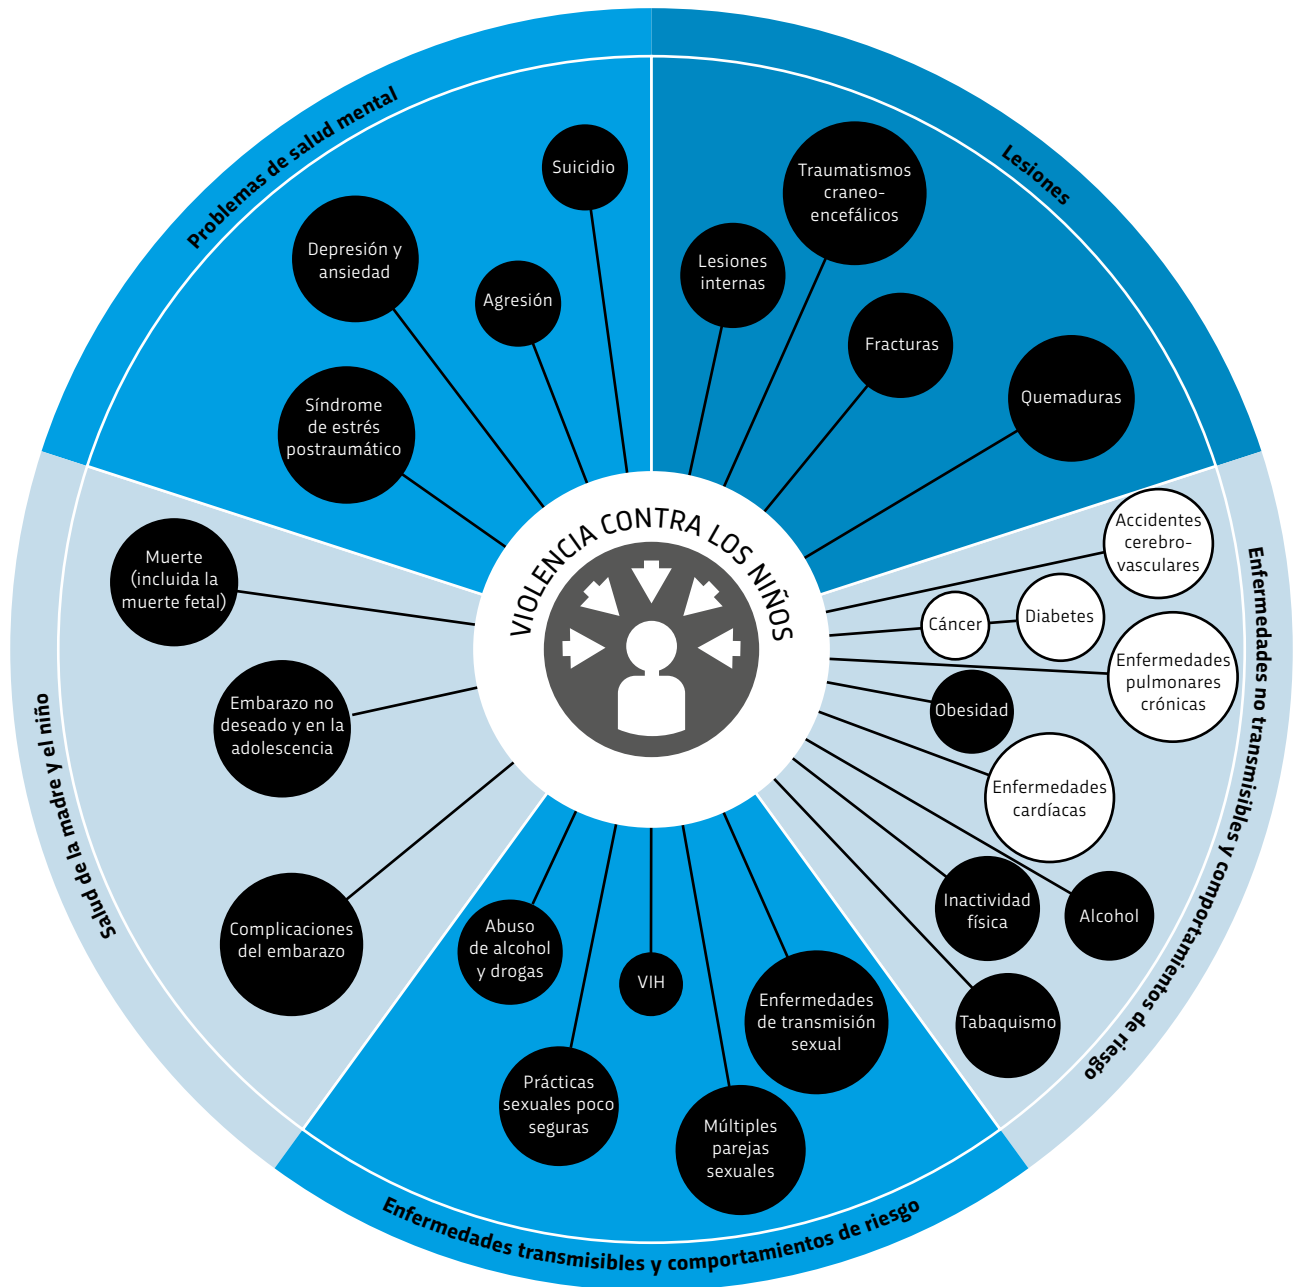 Problemas de salud mental
Suicidio
Depresión y
ansiedad
Agresión
Síndrome
de estrés
postraumático
Lesiones
Traumatismos
craneo-
encefálicos
Lesiones
internas
Fracturas
Quemaduras
VIOLENCIA CONTRA LOS NIÑOS
Enfermedades no transmisibles y comportamientos de riesgo
Accidentes
cerebro-
vasculares
Cáncer
Diabetes
Enfermedades
pulmonares
crónicas
Obesidad
Enfermedades
cardíacas
Alcohol
Inactividad
física
Tabaquismo
Enfermedades transmisibles y comportamientos de riesgo
Enfermedades
de transmisión
sexual
Múltiples
parejas
sexuales
VIH
Prácticas
sexuales poco
seguras
Abuso
de alcohol
y drogas
Salud de la madre y el niño
Complicaciones
del embarazo
Embarazo no
deseado y en la
adolescencia
Muerte
(incluida la
muerte fetal)